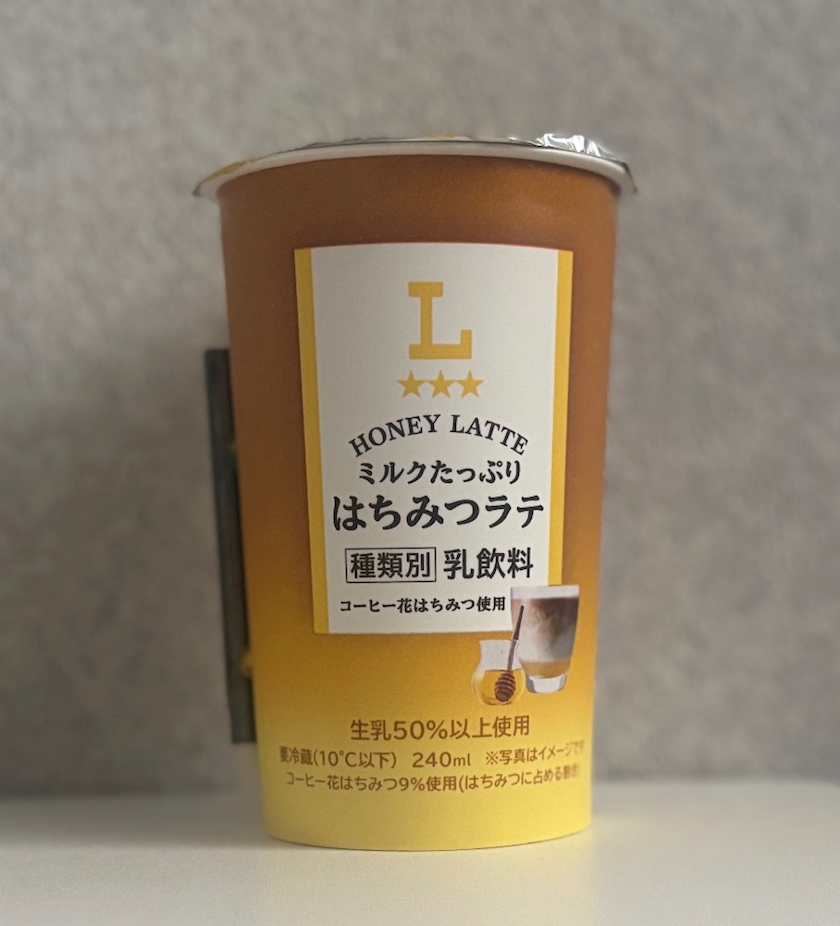 L
HONEY LATTE
ミルクたっぷり
はちみつラテ
種類別 乳飲料
コーヒー花はちみつ使用
生乳50%以上使用
要冷蔵(10℃以下) 240ml ※写真はイメージです
コーヒー花はちみつ9%使用(はちみつに占める割合)